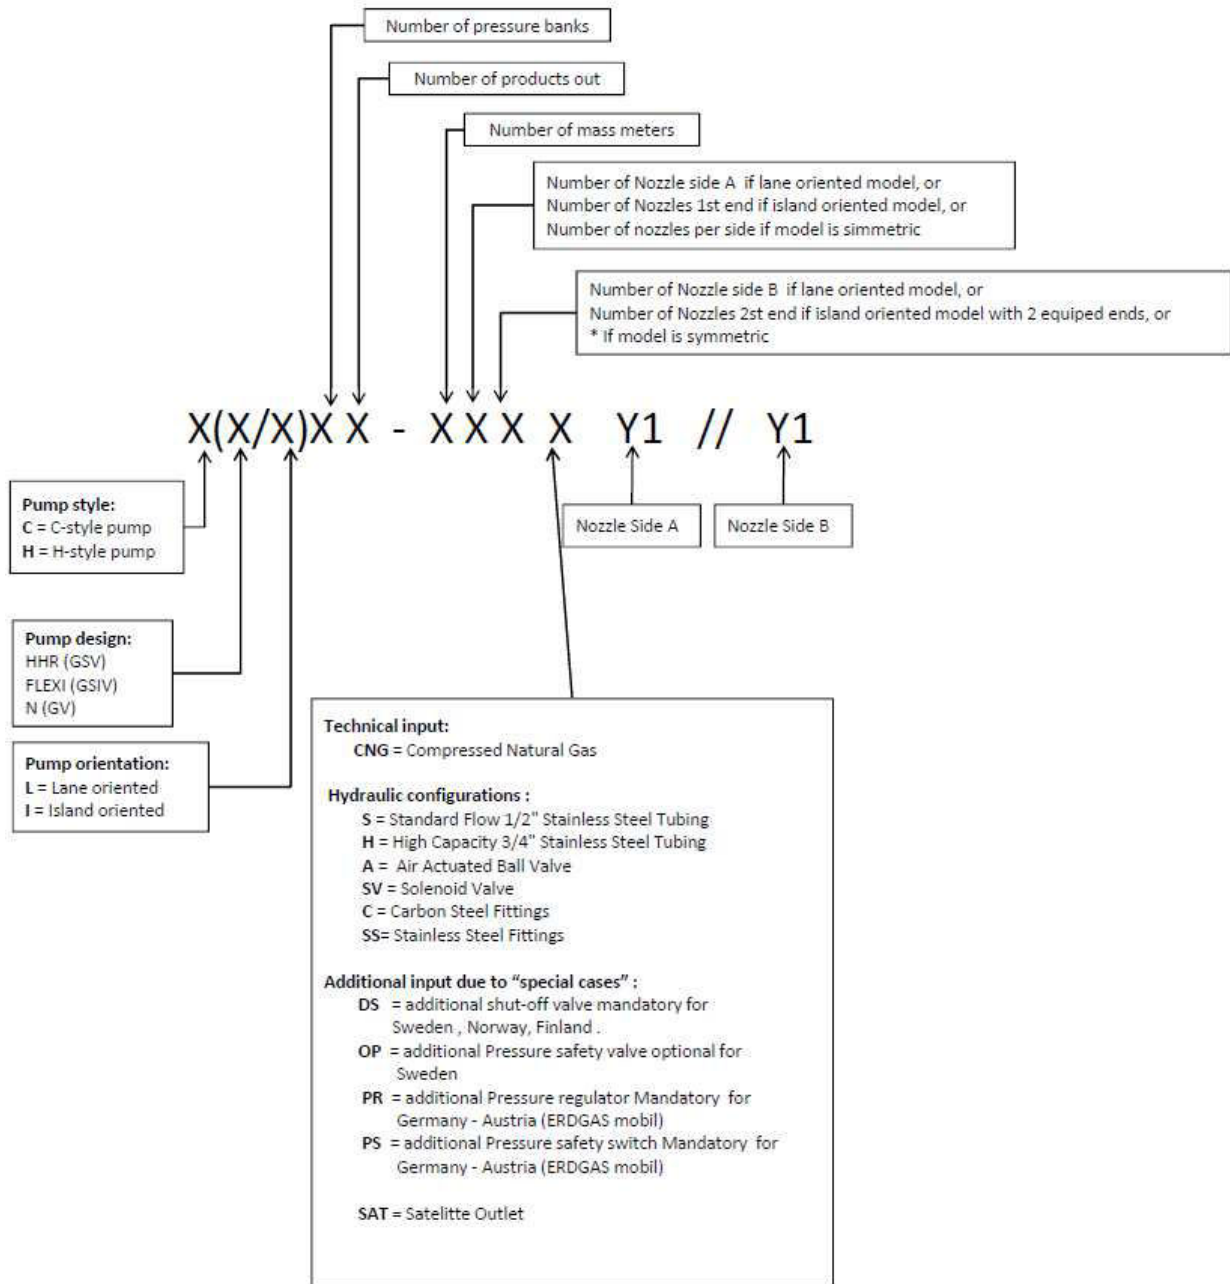 Number of pressure banks
Number of products out
Number of mass meters
Number of Nozzle side A if lane oriented model, or
Number of Nozzles 1st end if island oriented model, or
Number of nozzles per side if model is simmetric
Number of Nozzle side B if lane oriented model, or
Number of Nozzles 2st end if island oriented model with 2 equiped ends, or
* If model is symmetric
X(X/X)X X - X X X X Y1 // Y1
Pump style:
C = C-style pump
H = H-style pump
Nozzle Side A
Nozzle Side B
Pump design:
HHR (GSV)
FLEXI (GSIV)
N (GV)
Pump orientation:
L = Lane oriented
I = Island oriented
Technical input:
CNG = Compressed Natural Gas
Hydraulic configurations :
S = Standard Flow 1/2" Stainless Steel Tubing
H = High Capacity 3/4" Stainless Steel Tubing
A = Air Actuated Ball Valve
SV = Solenoid Valve
C = Carbon Steel Fittings
SS= Stainless Steel Fittings
Additional input due to “special cases” :
DS = additional shut-off valve mandatory for
Sweden , Norway, Finland .
OP = additional Pressure safety valve optional for
Sweden
PR = additional Pressure regulator Mandatory for
Germany - Austria (ERDGAS mobil)
PS = additional Pressure safety switch Mandatory for
Germany - Austria (ERDGAS mobil)
SAT = Satelitte Outlet